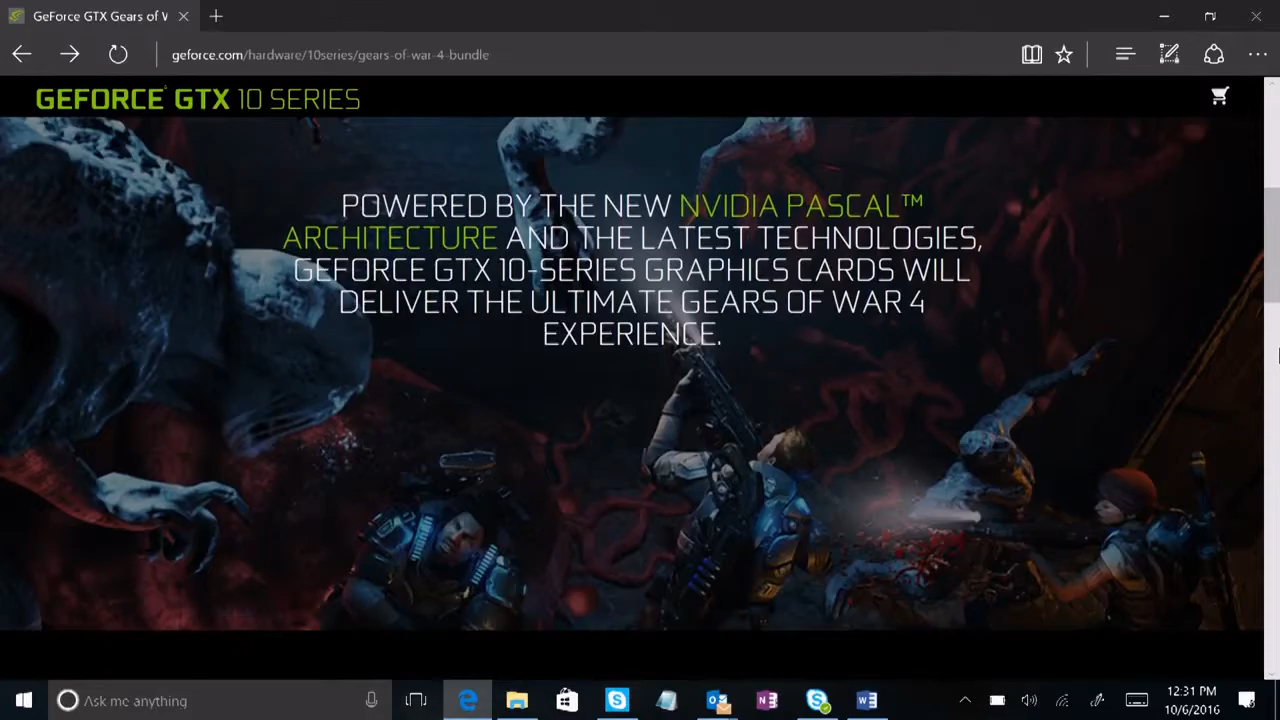 GeForce GTX Gears of W
geforce.com/hardware/10series/gears-of-war-4-bundle
GEFORCE GTX 10 SERIES
POWERED BY THE NEW NVIDIA PASCAL™
ARCHITECTURE AND THE LATEST TECHNOLOGIES,
GEFORCE GTX 10-SERIES GRAPHICS CARDS WILL
DELIVER THE ULTIMATE GEARS OF WAR 4
EXPERIENCE.
Ask me anything
12:31 PM
10/6/2016